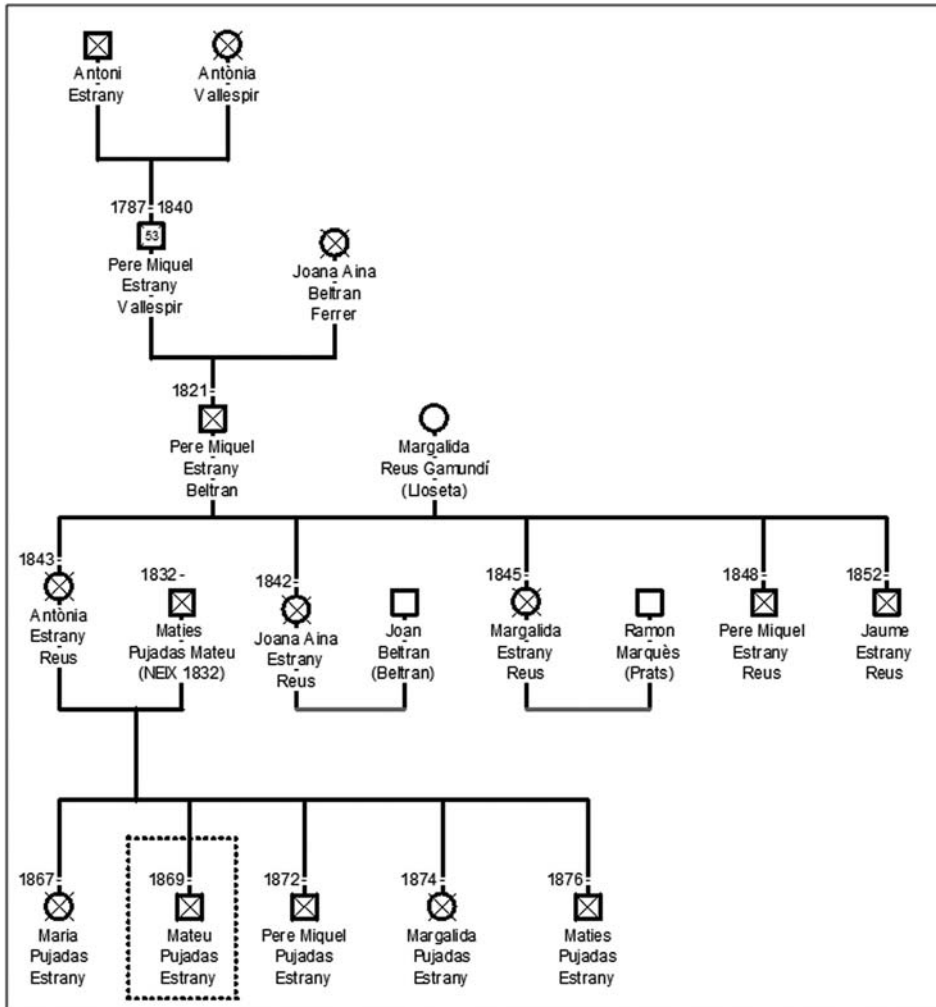 Antoni
Estrany
Antònia
Vallespir
1787 - 1840
53
Pere Miquel
Estrany
Vallespir
Joana Aina
Beltran
Ferrer
1821 -
Pere Miquel
Estrany
Beltran
Margalida
Reus Gamundí
(Lloseta)
1843 -
Antònia
Estrany
Reus
1832 -
Maties
Pujadas Mateu
(NEIX 1832)
1842 -
Joana Aina
Estrany
Reus
Joan
Beltran
(Beltran)
1845 -
Margalida
Estrany
Reus
Ramon
Marquès
(Prats)
1848 -
Pere Miquel
Estrany
Reus
1852 -
Jaume
Estrany
Reus
1867 -
Maria
Pujadas
Estrany
1869 -
Mateu
Pujadas
Estrany
1872 -
Pere Miquel
Pujadas
Estrany
1874 -
Margalida
Pujadas
Estrany
1876 -
Maties
Pujadas
Estrany